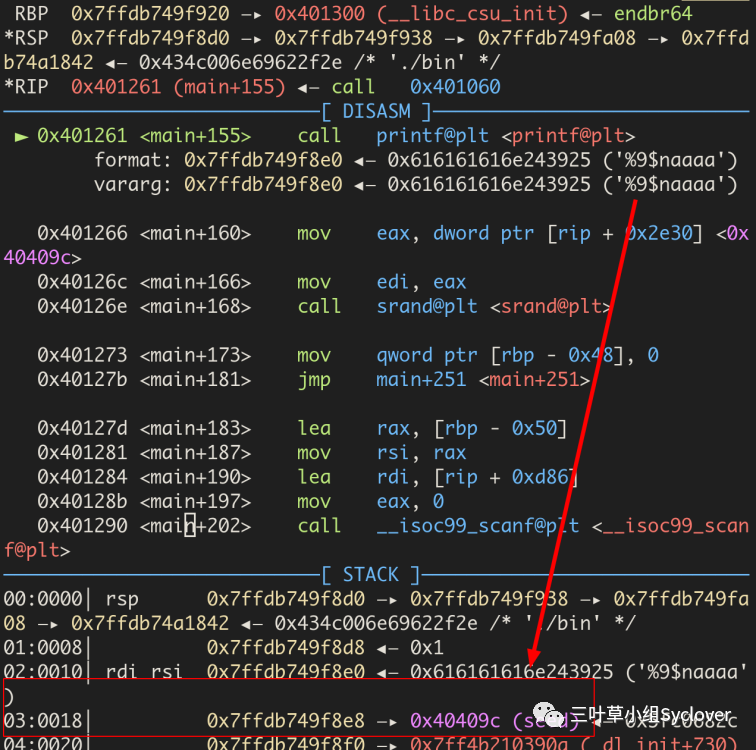 RBP  0x7ffdb749f920 —▸ 0x401300 (__libc_csu_init) ◂— endbr64
*RSP  0x7ffdb749f8d0 —▸ 0x7ffdb749f938 —▸ 0x7ffdb749fa08 —▸ 0x7ffd
b74a1842 ◂— 0x434c006e69622f2e /* './bin' */
*RIP  0x401261 (main+155) ◂— call   0x401060
[ DISASM ]
► 0x401261 <main+155>    call   printf@plt <printf@plt>
format: 0x7ffdb749f8e0 ◂— 0x616161616e243925 ('%9$naaaa')
vararg: 0x7ffdb749f8e0 ◂— 0x616161616e243925 ('%9$naaaa')
0x401266 <main+160>    mov    eax, dword ptr [rip + 0x2e30] <0x
40409c>
0x40126c <main+166>    mov    edi, eax
0x40126e <main+168>    call   srand@plt <srand@plt>
0x401273 <main+173>    mov    qword ptr [rbp - 0x48], 0
0x40127b <main+181>    jmp    main+251 <main+251>
0x40127d <main+183>    lea    rax, [rbp - 0x50]
0x401281 <main+187>    mov    rsi, rax
0x401284 <main+190>    lea    rdi, [rip + 0xd86]
0x40128b <main+197>    mov    eax, 0
0x401290 <main+202>    call   __isoc99_scanf@plt <__isoc99_scan
f@plt>
[ STACK ]
00:0000│ rsp      0x7ffdb749f8d0 —▸ 0x7ffdb749f938 —▸ 0x7ffdb749fa
08 —▸ 0x7ffdb74a1842 ◂— 0x434c006e69622f2e /* './bin' */
01:0008│          0x7ffdb749f8d8 ◂— 0x1
02:0010│ rdi rsi  0x7ffdb749f8e0 ◂— 0x616161616e243925 ('%9$naaaa'
)
03:0018│          0x7ffdb749f8e8 —▸ 0x40409c (seed) ◂—
三叶草小组Syclover
04:0020│          0x7ffdb749f8f0 —▸ 0x7ff4b210390d (_dl_init+730)